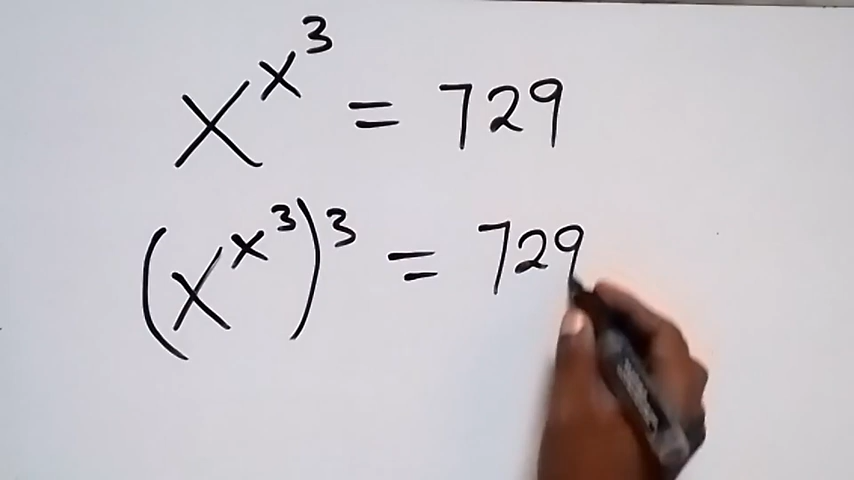 x^x^3 = 729
(x^x^3)^3 = 729